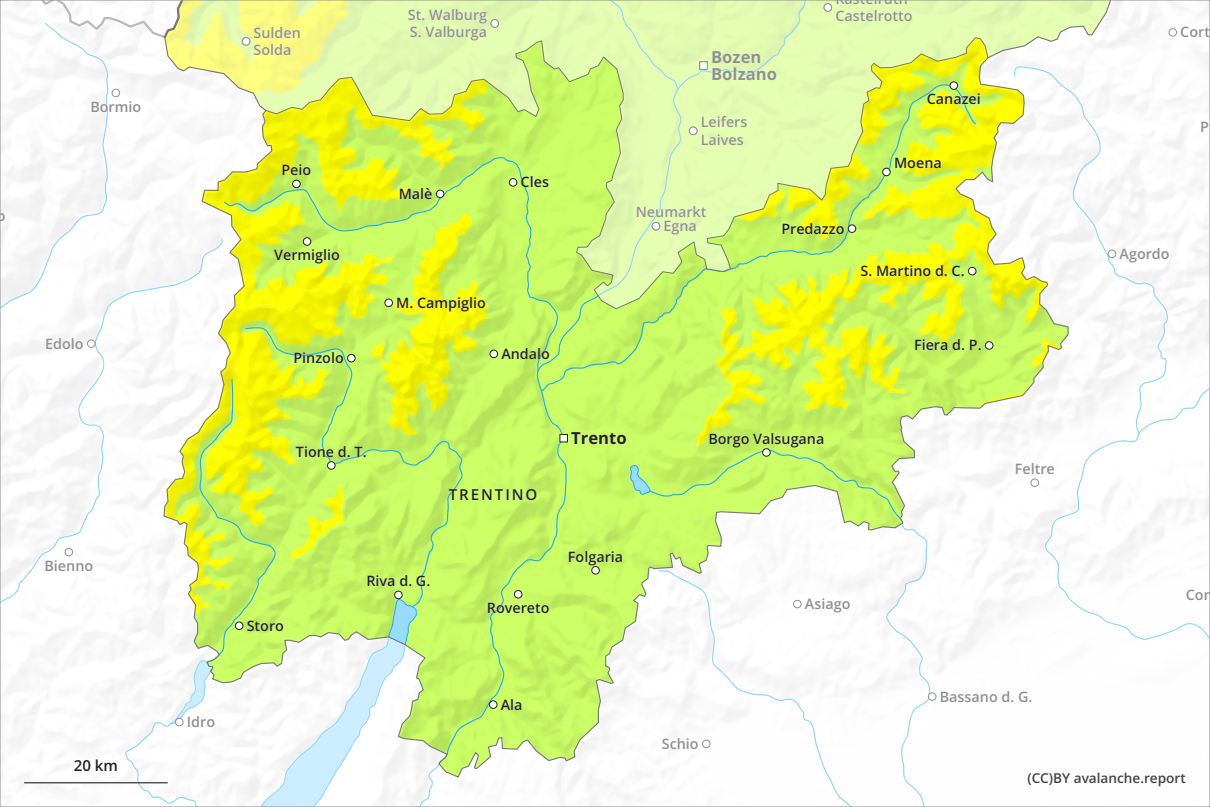 Kastelruth
Castelrotto
St. Walburg
S. Valburga
Sulden
Solda
Cort
Bozen
Bolzano
Bormio
Canazei
Leifers
Laives
Moena
Peio
Malè
Cles
Neumarkt
Egna
Predazzo
Vermiglio
Agordo
S. Martino d. C.
M. Campiglio
Edolo
Pinzolo
Andalo
Fiera d. P.
Trento
Borgo Valsugana
Tione d. T.
Feltre
TRENTINO
Bienno
Folgaria
Riva d. G.
Rovereto
Asiago
Cor
Storo
Bassano d. G.
Ala
Idro
Schio
20 km
(CC)BY avalanche.report